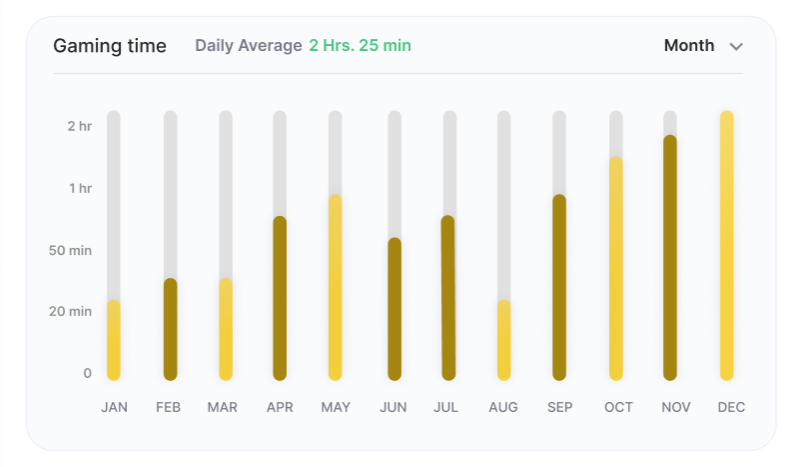 Gaming time Daily Average 2 Hrs. 25 min Month
2 hr
1 hr
50 min
20 min
0
JAN FEB MAR APR MAY JUN JUL AUG SEP OCT NOV DEC